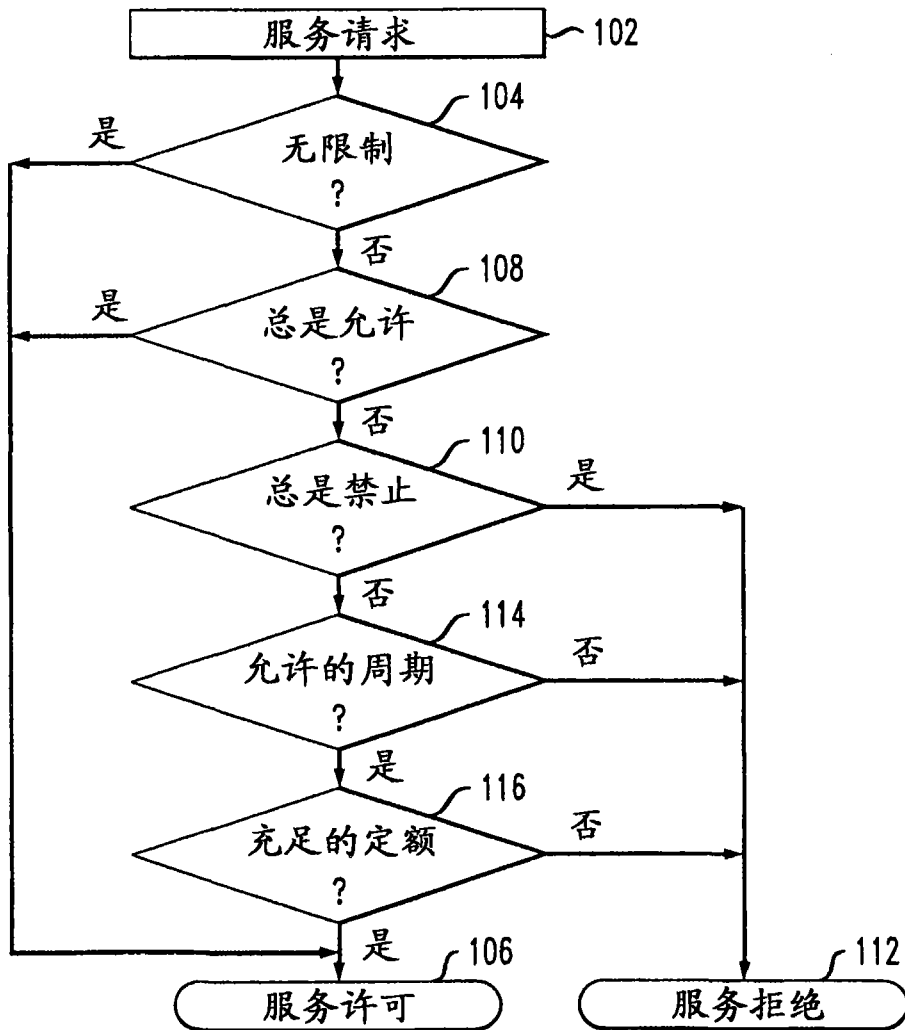 服务请求
102
104
是
无限制
?
否
108
是
总是允许
?
否
110
总是禁止
是
?
否
114
允许的周期
否
?
是
116
充足的定额
否
?
是
106
112
服务许可
服务拒绝